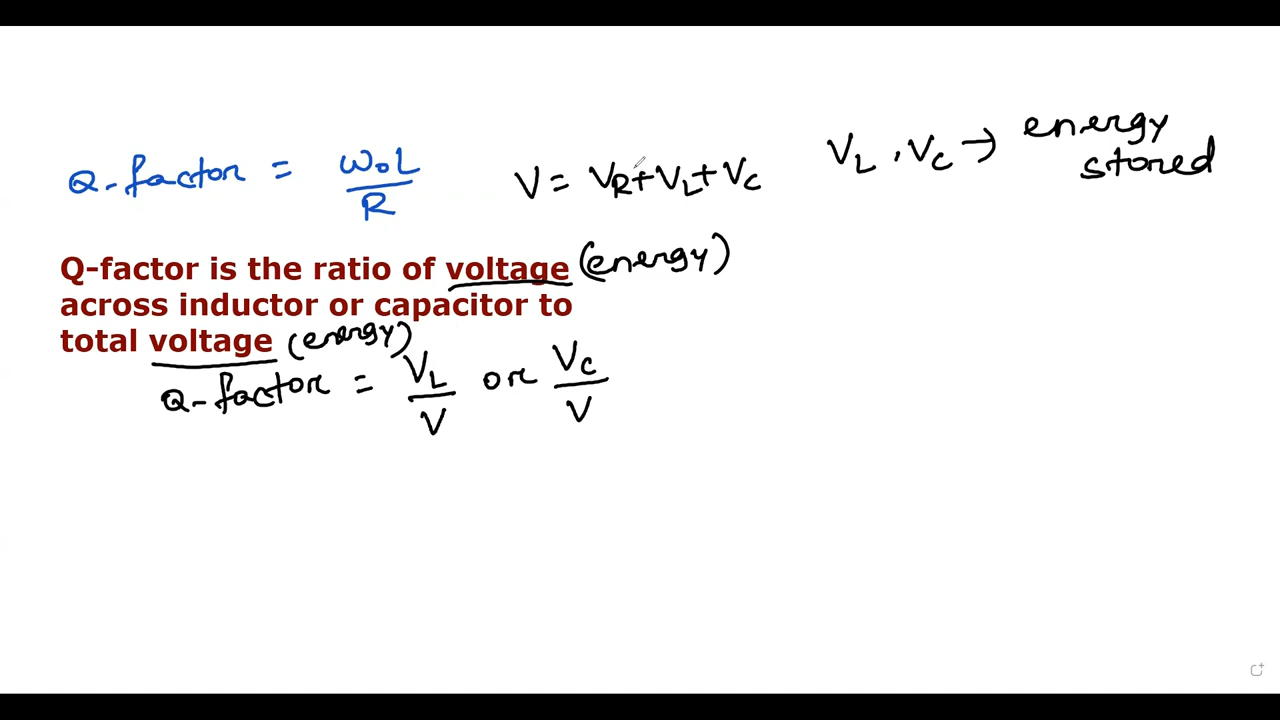 Q-factor = ω₀L / R
V = VR + VL + VC
VL, VC → energy stored
Q-factor is the ratio of voltage (energy)
across inductor or capacitor to
total voltage (energy)
Q-factor = VL / V or VC / V